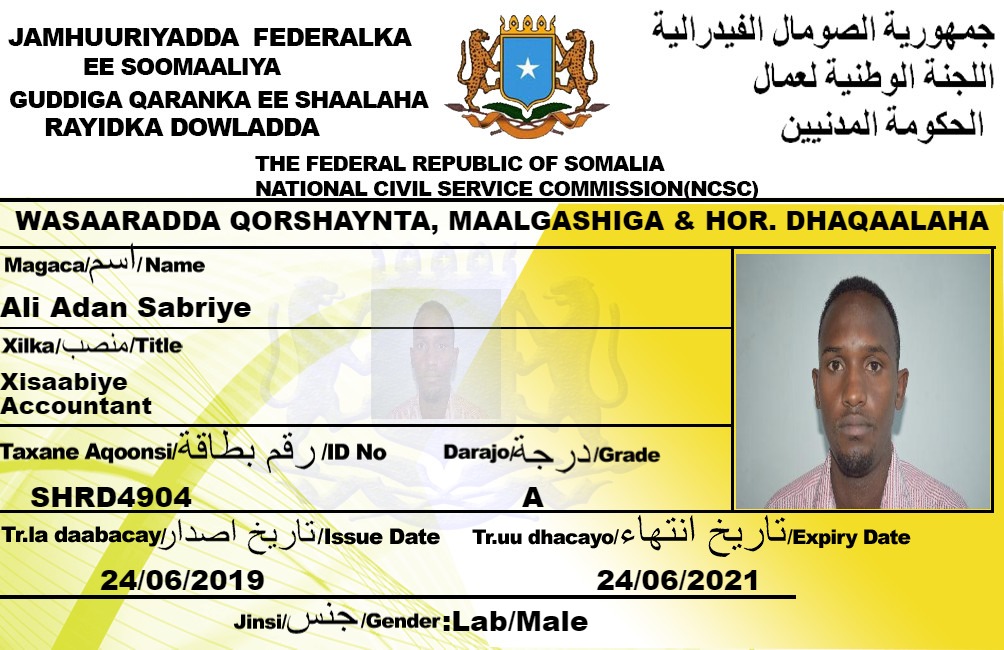 JAMHUURIYADDA FEDERALKA
EE SOOMAALIYA
GUDDIGA QARANKA EE SHAALAHA
RAYIDKA DOWLADDA
جمهورية الصومال الفيدرالية
اللجنة الوطنية لعمال
الحكومة المدنيين
THE FEDERAL REPUBLIC OF SOMALIA
NATIONAL CIVIL SERVICE COMMISSION(NCSC)
WASAARADDA QORSHAYNTA, MAALGASHIGA & HOR. DHAQAALAHA
Magaca/اسم/Name
Ali Adan Sabriye
Xilka/منصب/Title
Xisaabiye
Accountant
Taxane Aqoonsi/رقم بطاقة/ID No
SHRD4904
Darajo/درجة/Grade
A
Tr.la daabacay/تاريخ اصدار/Issue Date
24/06/2019
Tr.uu dhacayo/تاريخ انتهاء/Expiry Date
24/06/2021
Jinsi/جنس/Gender:Lab/Male